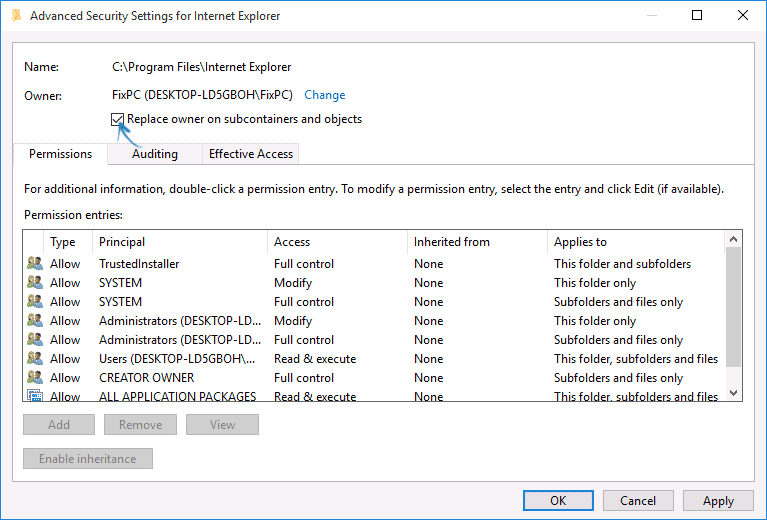 Advanced Security Settings for Internet Explorer
Name: C:\Program Files\Internet Explorer
Owner: FixPC (DESKTOP-LD5GBOH\FixPC) Change
Replace owner on subcontainers and objects
Permissions Auditing Effective Access
For additional information, double-click a permission entry. To modify a permission entry, select the entry and click Edit (if available).
Permission entries:
Type Principal Access Inherited from Applies to
Allow TrustedInstaller Full control None This folder and subfolders
Allow SYSTEM Modify None This folder only
Allow SYSTEM Full control None Subfolders and files only
Allow Administrators (DESKTOP-LD... Modify None This folder only
Allow Administrators (DESKTOP-LD... Full control None Subfolders and files only
Allow Users (DESKTOP-LD5GBOH\... Read & execute None This folder, subfolders and files
Allow CREATOR OWNER Full control None Subfolders and files only
Allow ALL APPLICATION PACKAGES Read & execute None This folder, subfolders and files
Add Remove View
Enable inheritance
OK Cancel Apply